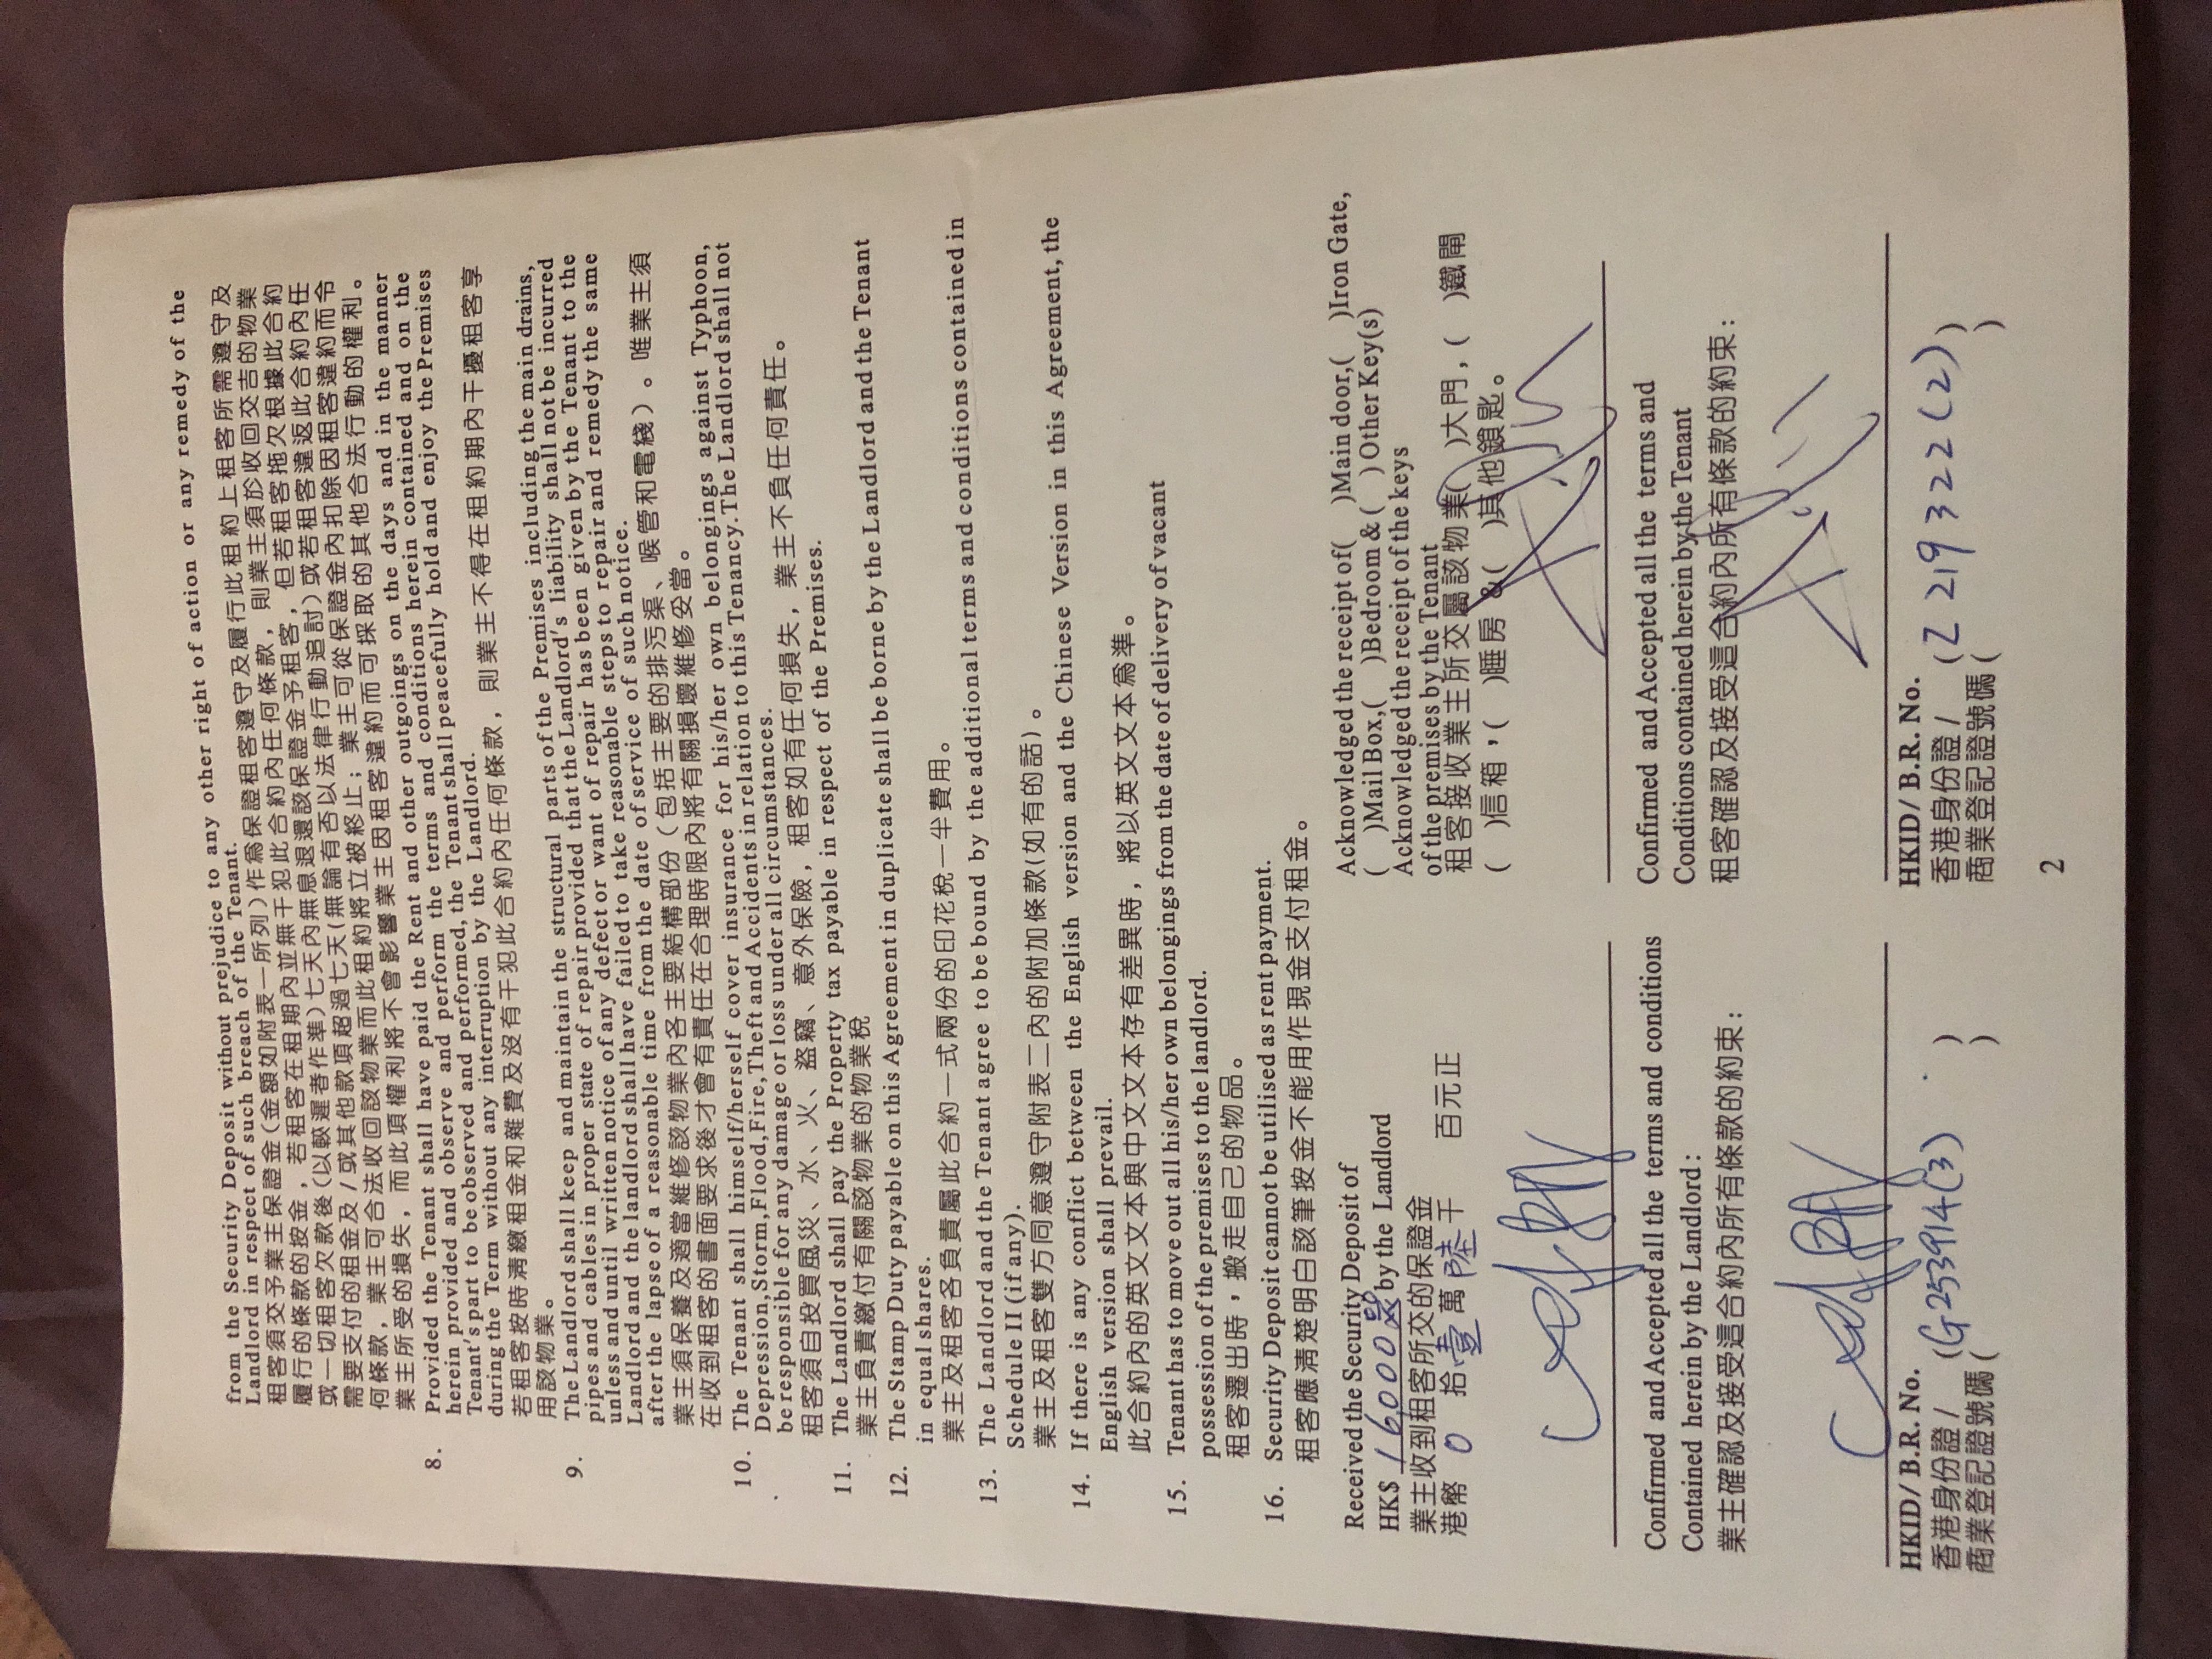 from the Security Deposit without prejudice to any other right of action or any remedy of the
Landlord in respect of such breach of the Tenant.
租客須交予業主保證金(金額如附表一所列)作爲保證租客遵守及履行此租約上租客所需遵守及
履行的條款的按金，若租客在租期內並無干犯此合約內任何條款，則業主須於收回交吉的物業
或一切租客欠款後(以較遲者作準)七天內無息退還該保證金予租客，但若租客拖欠根據此合約
需要支付的租金及/或其他款項超過七天(無論有否以法律行動追討)或若租客違返此合約內任
何條款，業主可合法收回該物業而此租約將立被終止；業主可從保證金內扣除因租客違約而令
業主所受的損失，而此項權利將不會影響業主因租客違約而可採取的其他合法行動的權利。
8. Provided the Tenant shall have paid the Rent and other outgoings on the days and in the manner
herein provided and observe and perform the terms and conditions herein contained and on the
Tenant's part to be observed and performed, the Tenant shall peacefully hold and enjoy the Premises
during the Term without any interruption by the Landlord.
若租客按時清繳租金和雜費及沒有干犯此合約內任何條款，則業主不得在租約期內干擾租客享
用該物業。
9. The Landlord shall keep and maintain the structural parts of the Premises including the main drains,
pipes and cables in proper state of repair provided that the Landlord's liability shall not be incurred
unless and until written notice of any defect or want of repair has been given by the Tenant to the
Landlord and the landlord shall have failed to take reasonable steps to repair and remedy the same
after the lapse of a reasonable time from the date of service of such notice.
業主須保養及適當維修該物業內各主要結構部份（包括主要的排污渠、喉管和電綫）。唯業主須
在收到租客的書面要求後才會有責任在合理時限內將有關損壞維修妥當。
10. The Tenant shall himself/herself cover insurance for his/her own belongings against Typhoon,
Depression,Storm,Flood,Fire,Theft and Accidents in relation to this Tenancy.The Landlord shall not
be responsible for any damage or loss under all circumstances.
租客須自投買風災、水、火、盜竊、意外保險，租客如有任何損失，業主不負任何責任。
11. The Landlord shall pay the Property tax payable in respect of the Premises.
業主負責繳付有關該物業的物業稅
12. The Stamp Duty payable on this Agreement in duplicate shall be borne by the Landlord and the Tenant
in equal shares.
業主及租客各負責屬此合約一式兩份的印花稅一半費用。
13. The Landlord and the Tenant agree to be bound by the additional terms and conditions contained in
Schedule II (if any).
業主及租客雙方同意遵守附表二內的附加條款(如有的話)。
14. If there is any conflict between the English version and the Chinese Version in this Agreement, the
English version shall prevail.
此合約內的英文文本與中文文本存有差異時，將以英文文本爲準。
15. Tenant has to move out all his/her own belongings from the date of delivery of vacant
possession of the premises to the landlord.
租客遷出時，搬走自己的物品。
16. Security Deposit cannot be utilised as rent payment.
租客應清楚明白該筆按金不能用作現金支付租金。
Received the Security Deposit of
HK$ 16000 by the Landlord
業主收到租客所交的保證金
港幣 0 拾 壹 萬 陸 千 百元正
Acknowledged the receipt of( )Main door,( )Iron Gate,
( )Mail Box,( )Bedroom & ( ) Other Key(s)
Acknowledged the receipt of the keys
of the premises by the Tenant
租客接收業主所交屬該物業( )大門，( )鐵閘
( )信箱，( )睡房 &( )其他鎖匙。
Confirmed and Accepted all the terms and conditions
Contained herein by the Landlord :
業主確認及接受這合約內所有條款的約束：
Confirmed and Accepted all the terms and
Conditions contained herein by the Tenant
租客確認及接受這合約內所有條款的約束：
HKID/ B.R. No.
香港身份證 / (G253914(3) )
商業登記證號碼 ( )
HKID/ B.R. No.
香港身份證 / (Z219322(2))
商業登記證號碼 ( )
2